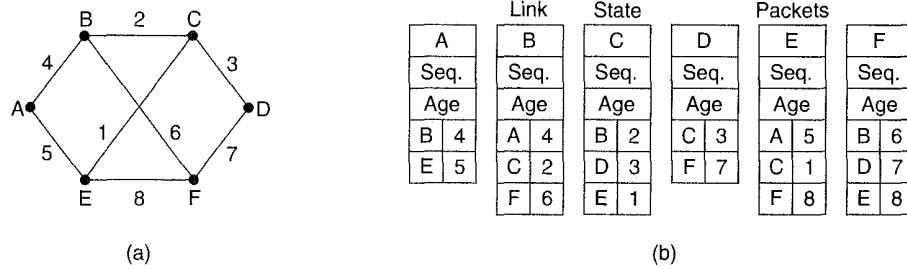 B 2 C
4 3
A 1 6 D
5 7
E 8 F
(a)
Link State Packets
A B C D E F
Seq. Seq. Seq. Seq. Seq. Seq.
Age Age Age Age Age Age
B 4 A 4 B 2 C 3 A 5 B 6
E 5 C 2 D 3 F 7 C 1 D 7
F 6 E 1 F 8 E 8
(b)